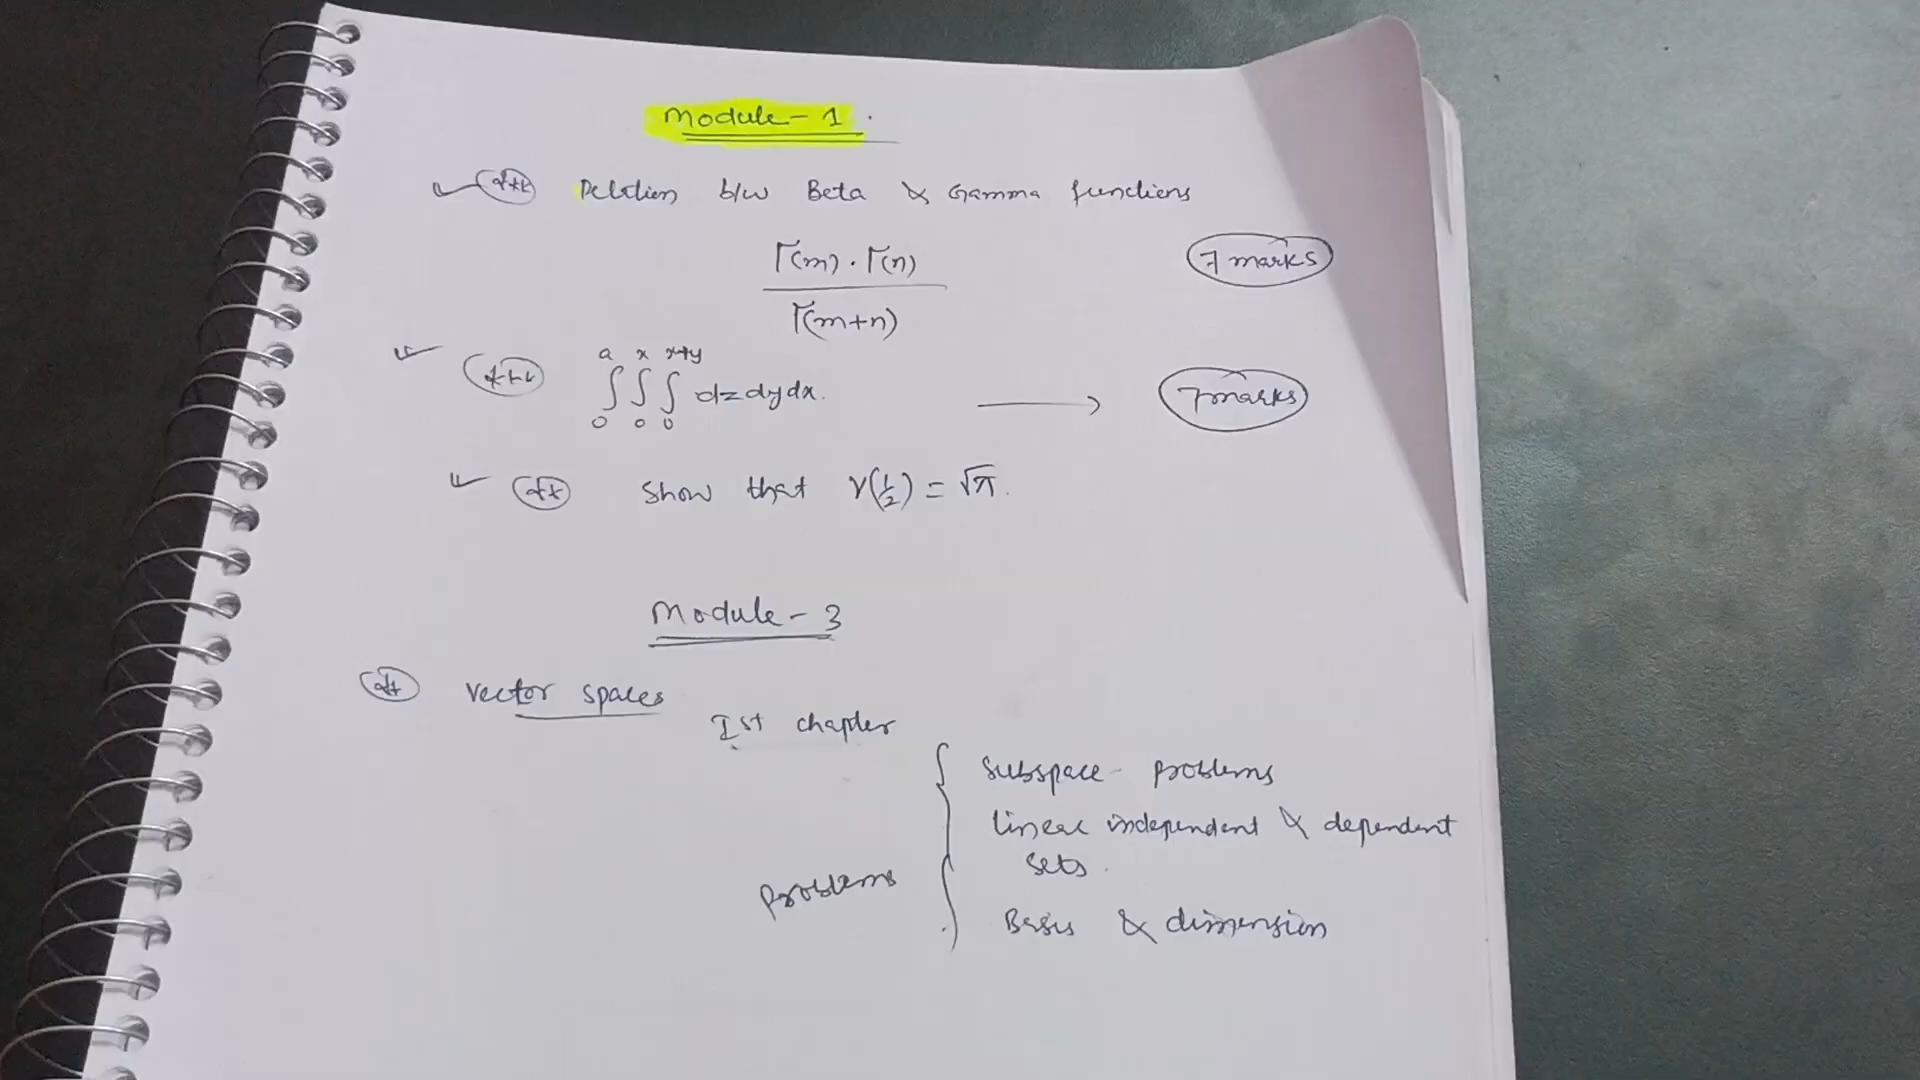 Module - 1
Relation b/w Beta & Gamma functions
Γ(m) . Γ(n)
7 marks
Γ(m+n)
a x x+y
∫ ∫ ∫ dz dy dx. → 7 marks
0 0 0
Show that γ(1/2) = √π.
Module - 3
vector spaces
Ist chapter
Subspace - problems
linear independent & dependent
sets.
problems
Basis & dimension